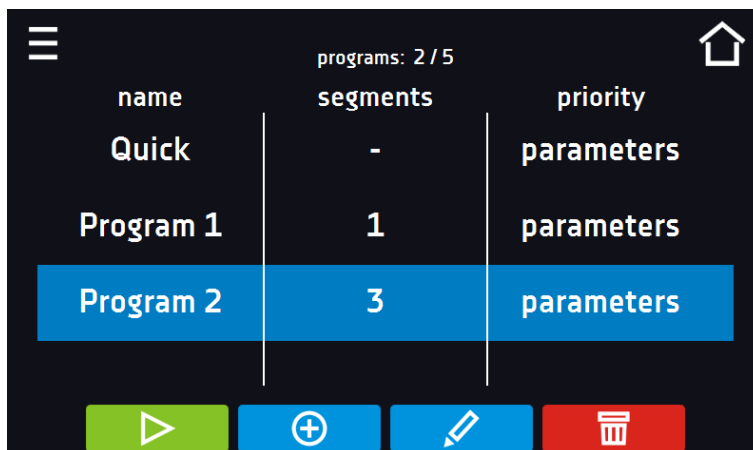 programs: 2 / 5
name segments priority
Quick - parameters
Program 1 1 parameters
Program 2 3 parameters